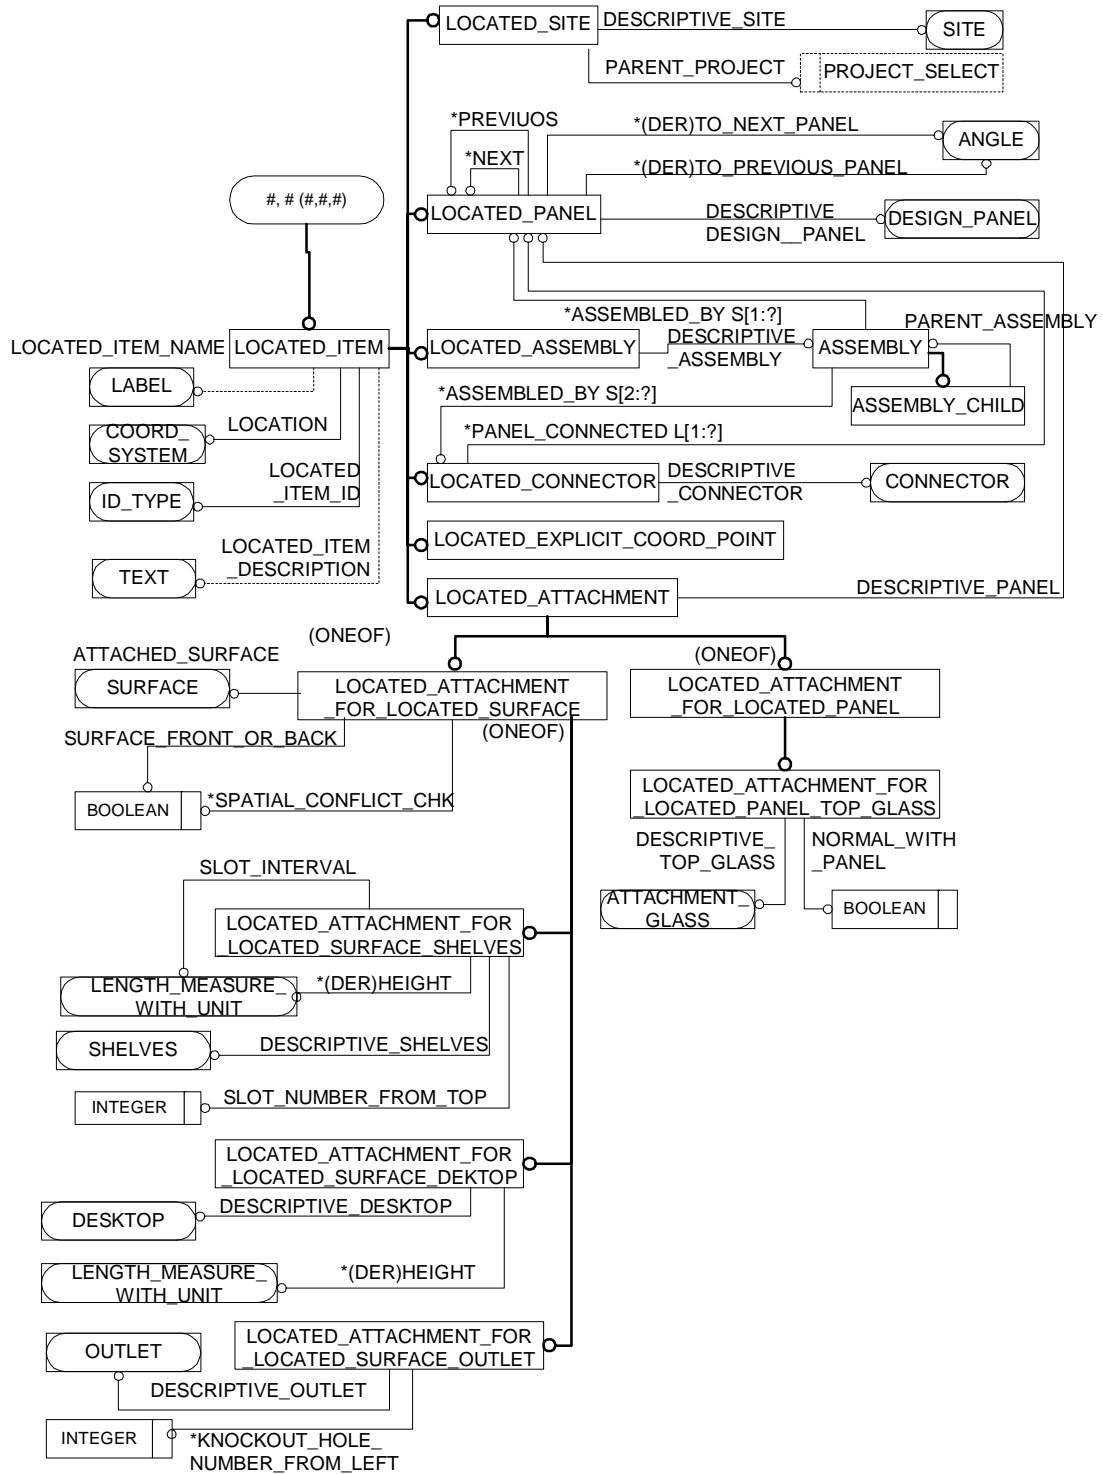 LOCATED_SITE
DESCRIPTIVE_SITE
SITE
PARENT_PROJECT
PROJECT_SELECT
*PREVIUOS
*(DER)TO_NEXT_PANEL
ANGLE
*NEXT
*(DER)TO_PREVIOUS_PANEL
#, # (#,#,#)
LOCATED_PANEL
DESCRIPTIVE
DESIGN__PANEL
DESIGN_PANEL
*ASSEMBLED_BY S[1:?]
PARENT_ASSEMBLY
LOCATED_ITEM_NAME
LOCATED_ITEM
LOCATED_ASSEMBLY
DESCRIPTIVE
_ASSEMBLY
ASSEMBLY
LABEL
*ASSEMBLED_BY S[2:?]
ASSEMBLY_CHILD
COORD_
SYSTEM
LOCATION
*PANEL_CONNECTED L[1:?]
LOCATED
_ITEM_ID
ID_TYPE
LOCATED_CONNECTOR
DESCRIPTIVE
_CONNECTOR
CONNECTOR
LOCATED_EXPLICIT_COORD_POINT
LOCATED_ITEM
_DESCRIPTION
TEXT
LOCATED_ATTACHMENT
DESCRIPTIVE_PANEL
(ONEOF)
(ONEOF)
ATTACHED_SURFACE
SURFACE
LOCATED_ATTACHMENT
_FOR_LOCATED_SURFACE
(ONEOF)
LOCATED_ATTACHMENT
_FOR_LOCATED_PANEL
SURFACE_FRONT_OR_BACK
BOOLEAN
*SPATIAL_CONFLICT_CHK
LOCATED_ATTACHMENT_FOR
_LOCATED_PANEL_TOP_GLASS
DESCRIPTIVE_
TOP_GLASS
NORMAL_WITH
_PANEL
ATTACHMENT_
GLASS
BOOLEAN
SLOT_INTERVAL
LOCATED_ATTACHMENT_FOR
_LOCATED_SURFACE_SHELVES
LENGTH_MEASURE_
WITH_UNIT
*(DER)HEIGHT
SHELVES
DESCRIPTIVE_SHELVES
INTEGER
SLOT_NUMBER_FROM_TOP
LOCATED_ATTACHMENT_FOR
_LOCATED_SURFACE_DEKTOP
DESKTOP
DESCRIPTIVE_DESKTOP
LENGTH_MEASURE_
WITH_UNIT
*(DER)HEIGHT
LOCATED_ATTACHMENT_FOR
_LOCATED_SURFACE_OUTLET
OUTLET
DESCRIPTIVE_OUTLET
INTEGER
*KNOCKOUT_HOLE_
NUMBER_FROM_LEFT